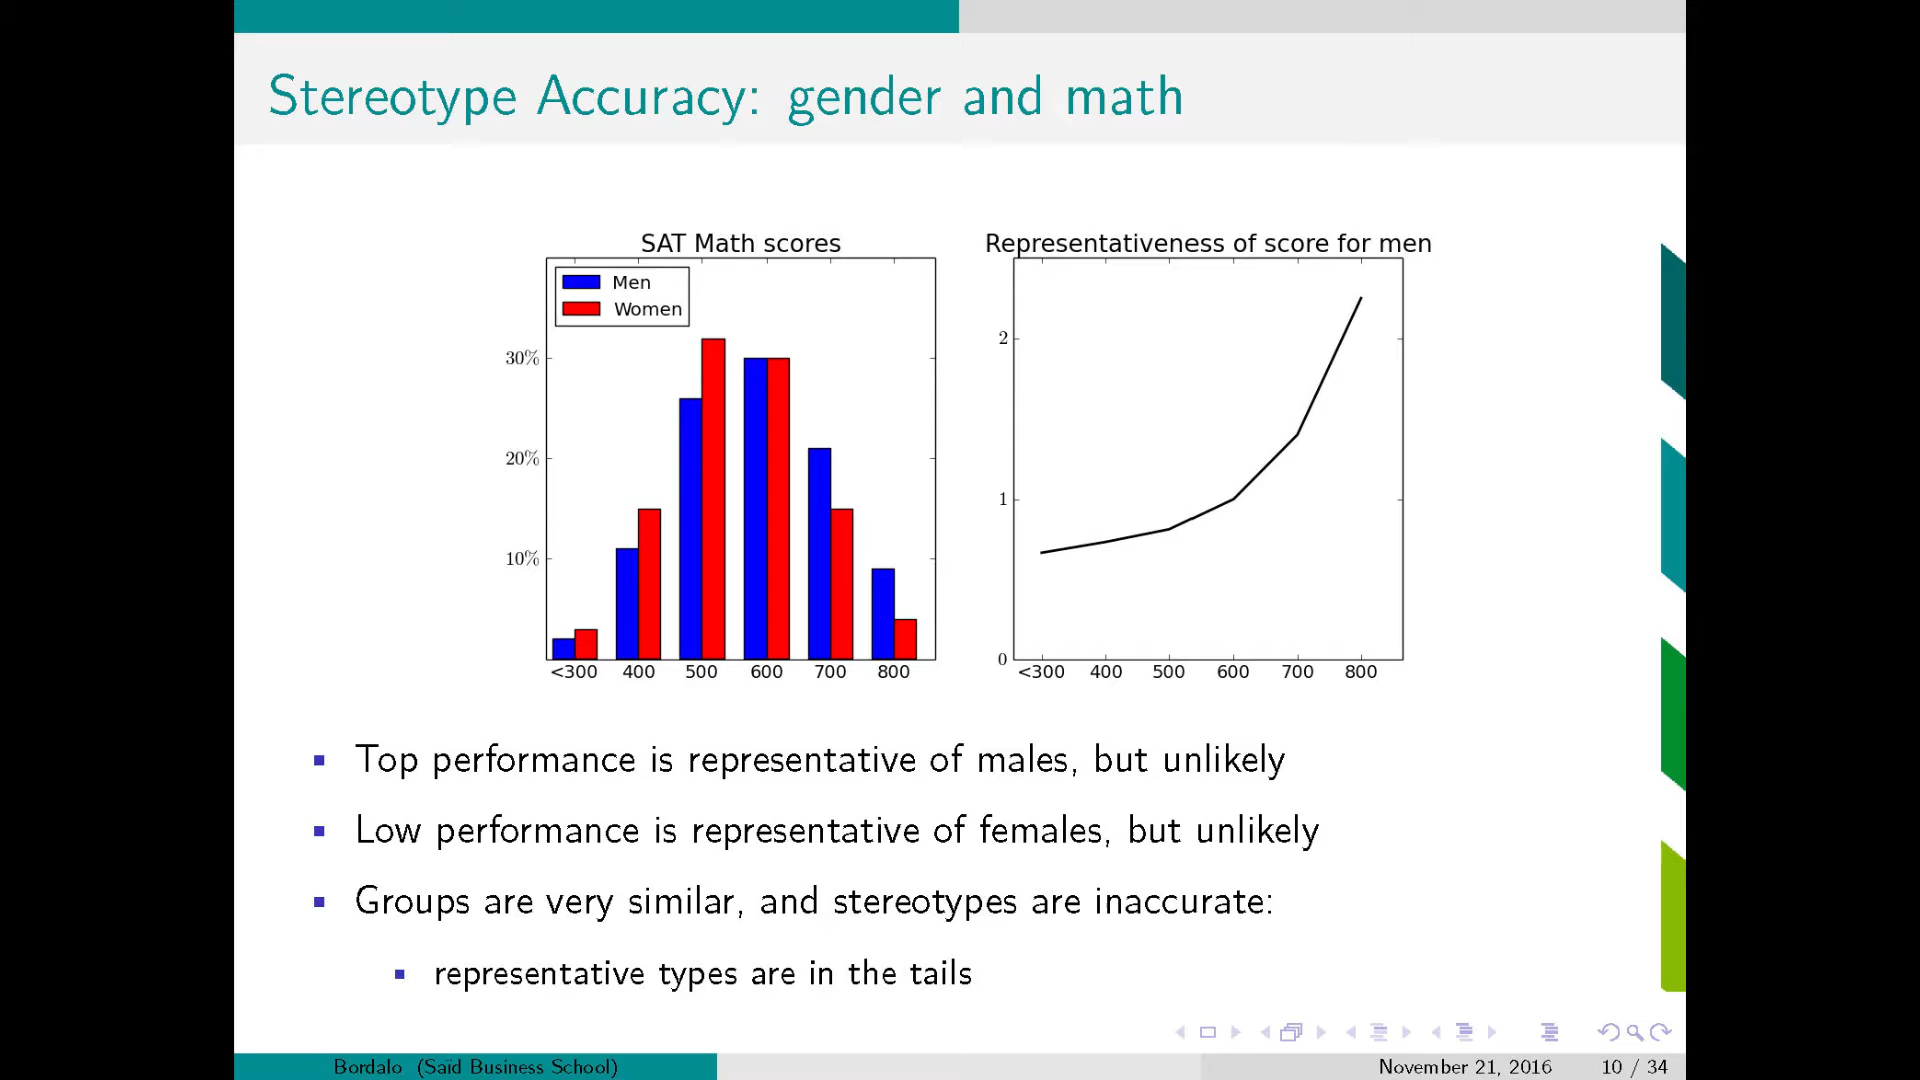 Stereotype Accuracy: gender and math
SAT Math scores
Men
Women
30%
20%
10%
<300 400 500 600 700 800
Representativeness of score for men
2
1
0
<300 400 500 600 700 800
Top performance is representative of males, but unlikely
Low performance is representative of females, but unlikely
Groups are very similar, and stereotypes are inaccurate:
representative types are in the tails
Bordalo (Saïd Business School) November 21, 2016 10 / 34